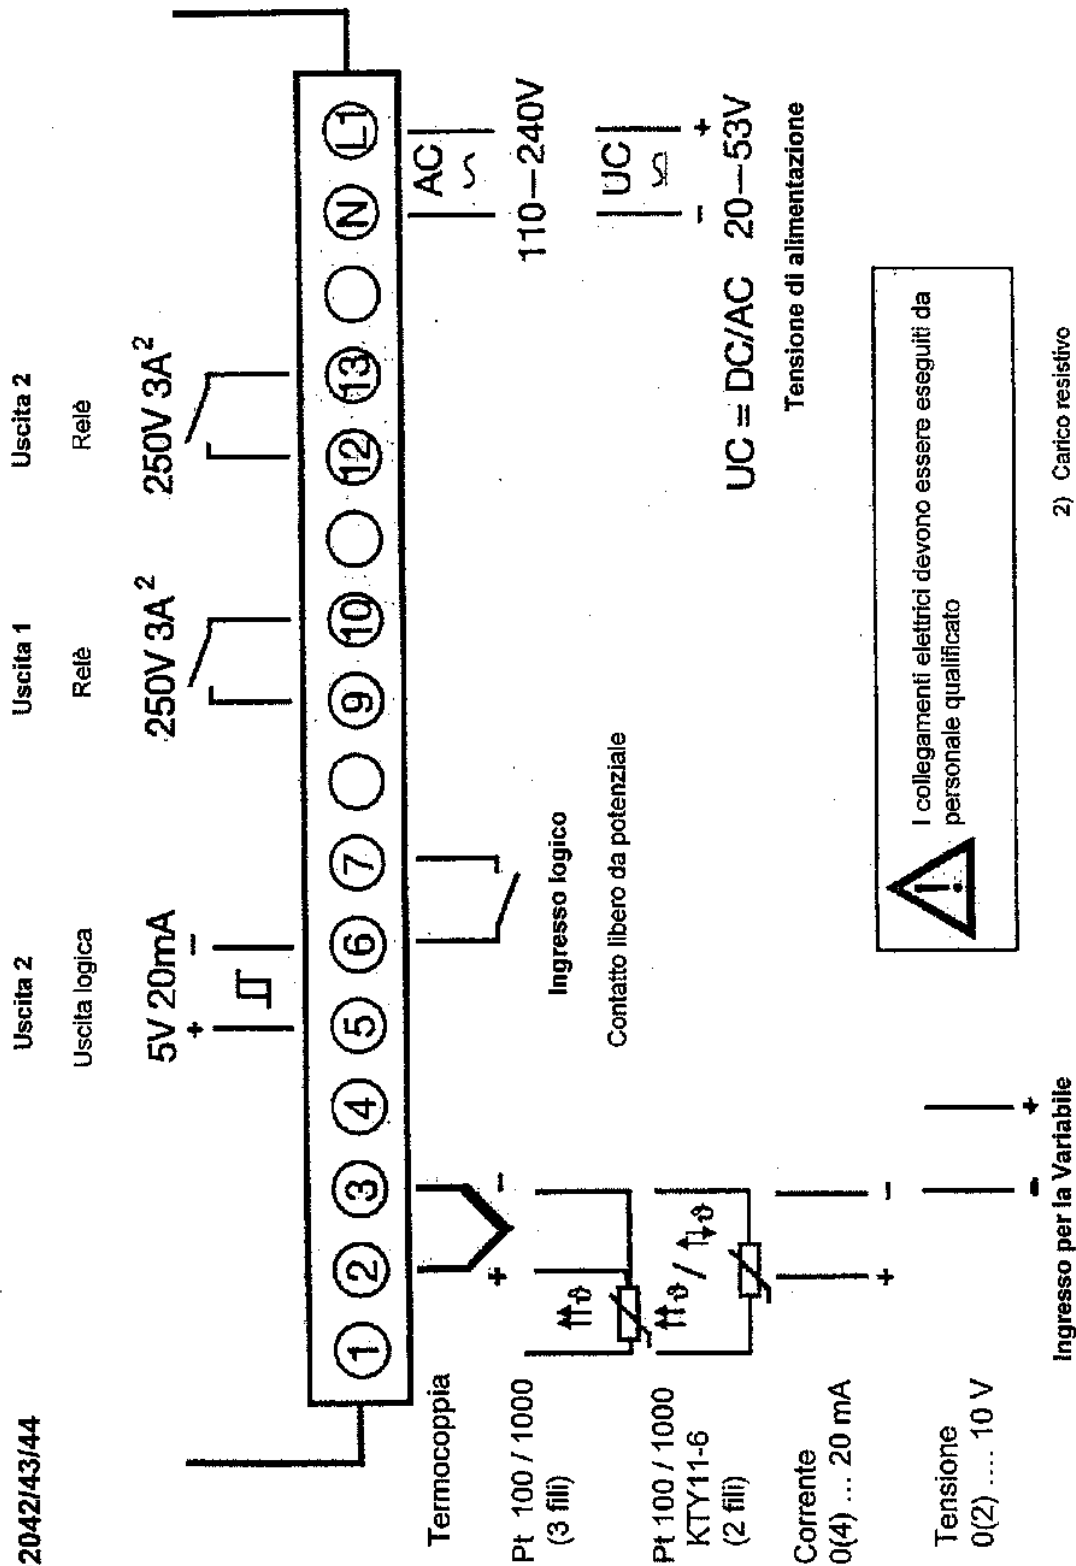 2042/43/44
Uscita 2
Uscita logica
5V 20mA
+ −
Uscita 1
Relè
250V 3A²
Uscita 2
Relè
250V 3A²
1 2 3 4 5 6 7 9 10 12 13 N L1
Termocoppia
+ −
Pt 100 / 1000
(3 fili)
ϑ
Pt 100 / 1000
KTY11-6
(2 fili)
ϑ / ϑ
Corrente
0(4) ... 20 mA
+ −
Tensione
0(2) .... 10 V
− +
Ingresso per la Variabile
Ingresso logico
Contatto libero da potenziale
AC
110–240V
UC
− +
UC = DC/AC 20–53V
Tensione di alimentazione
I collegamenti elettrici devono essere eseguiti da
personale qualificato
2) Carico resistivo